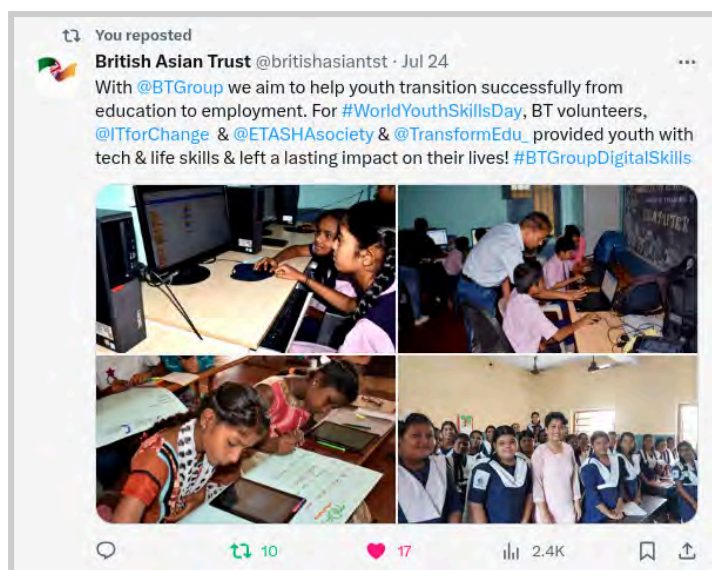 You reposted
British Asian Trust @britishasiantst · Jul 24
With @BTGroup we aim to help youth transition successfully from
education to employment. For #WorldYouthSkillsDay, BT volunteers,
@ITforChange & @ETASHAsociety & @TransformEdu_ provided youth with
tech & life skills & left a lasting impact on their lives! #BTGroupDigitalSkills
COMPUTER
10
17
2.4K